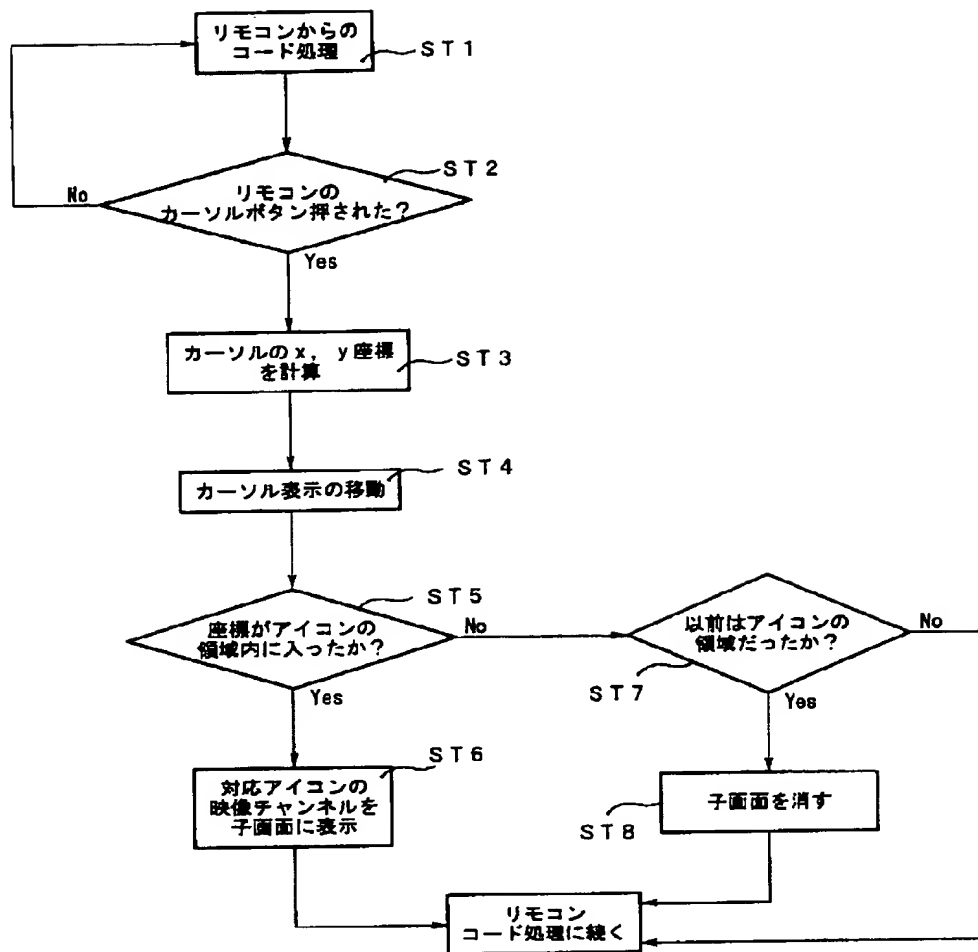 リモコンからの
コード処理
ST1
ST2
No
リモコンの
カーソルボタン押された？
Yes
カーソルのx，y座標
を計算
ST3
ST4
カーソル表示の移動
ST5
座標がアイコンの
領域内に入ったか？
No
以前はアイコンの
領域だったか？
No
ST7
Yes
Yes
ST6
対応アイコンの
映像チャンネルを
子画面に表示
子画面を消す
ST8
リモコン
コード処理に続く